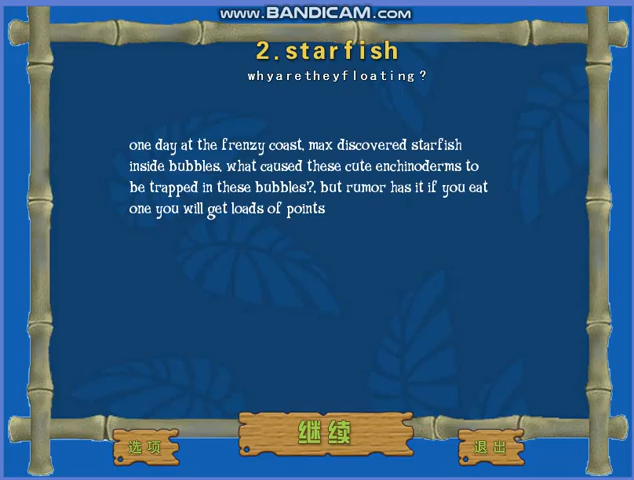 www.BANDICAM.com
2.starfish
whyaretheyfloating?
one day at the frenzy coast, max discovered starfish
inside bubbles, what caused these cute enchinoderms to
be trapped in these bubbles?, but rumor has it if you eat
one you will get loads of points
选项
继续
退出